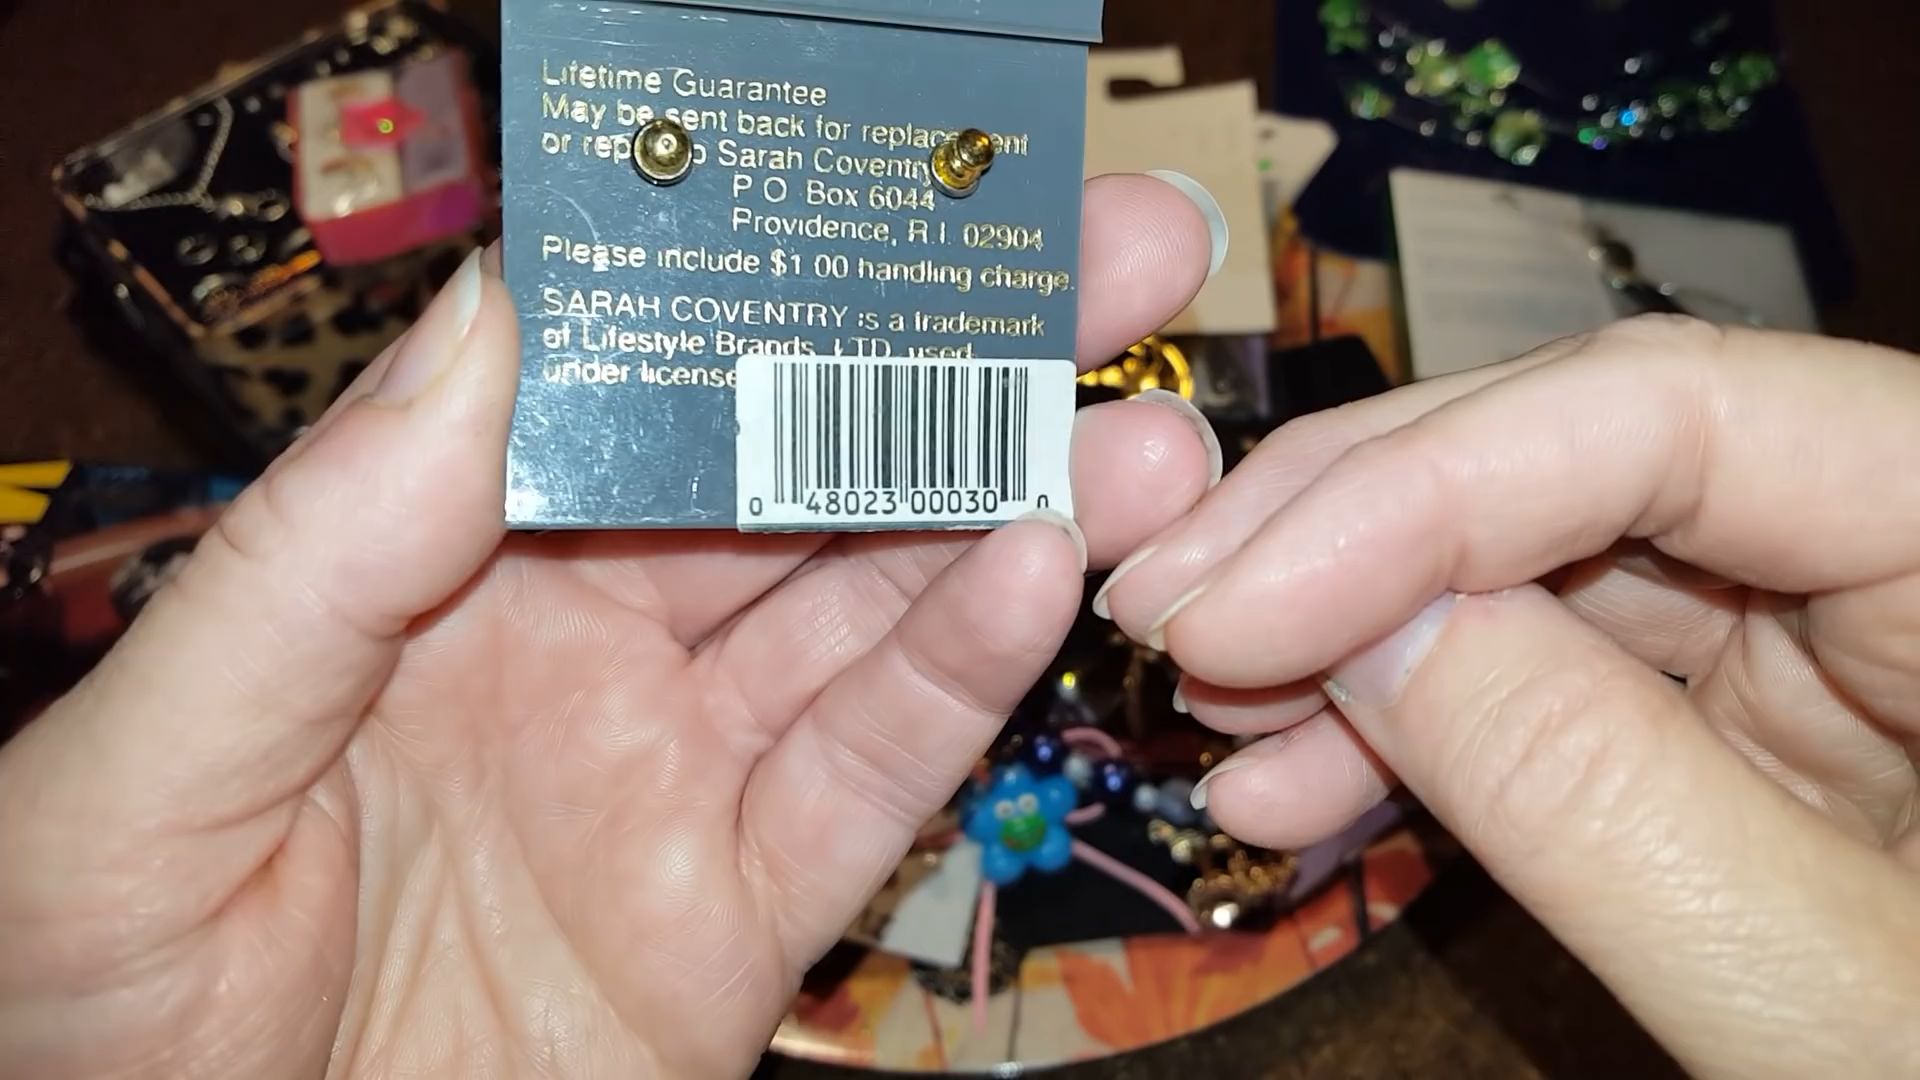 Lifetime Guarantee
May be sent back for replacement
or rep o Sarah Coventry
P O Box 6044
Providence, R.I. 02904
Please include $1 00 handling charge.
SARAH COVENTRY is a trademark
of Lifestyle Brands, LTD. used
under license
0 48023 00030 0